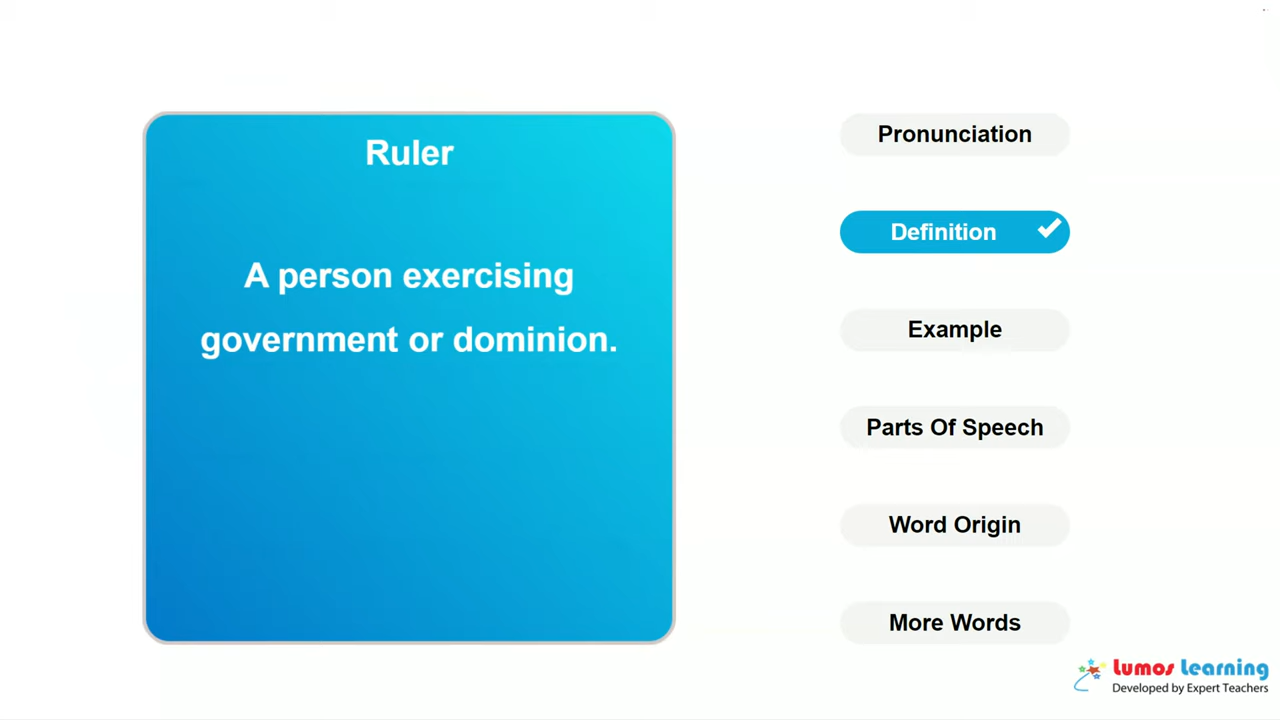 Ruler
A person exercising
government or dominion.
Pronunciation
Definition
Example
Parts Of Speech
Word Origin
More Words
Lumos Learning
Developed by Expert Teachers